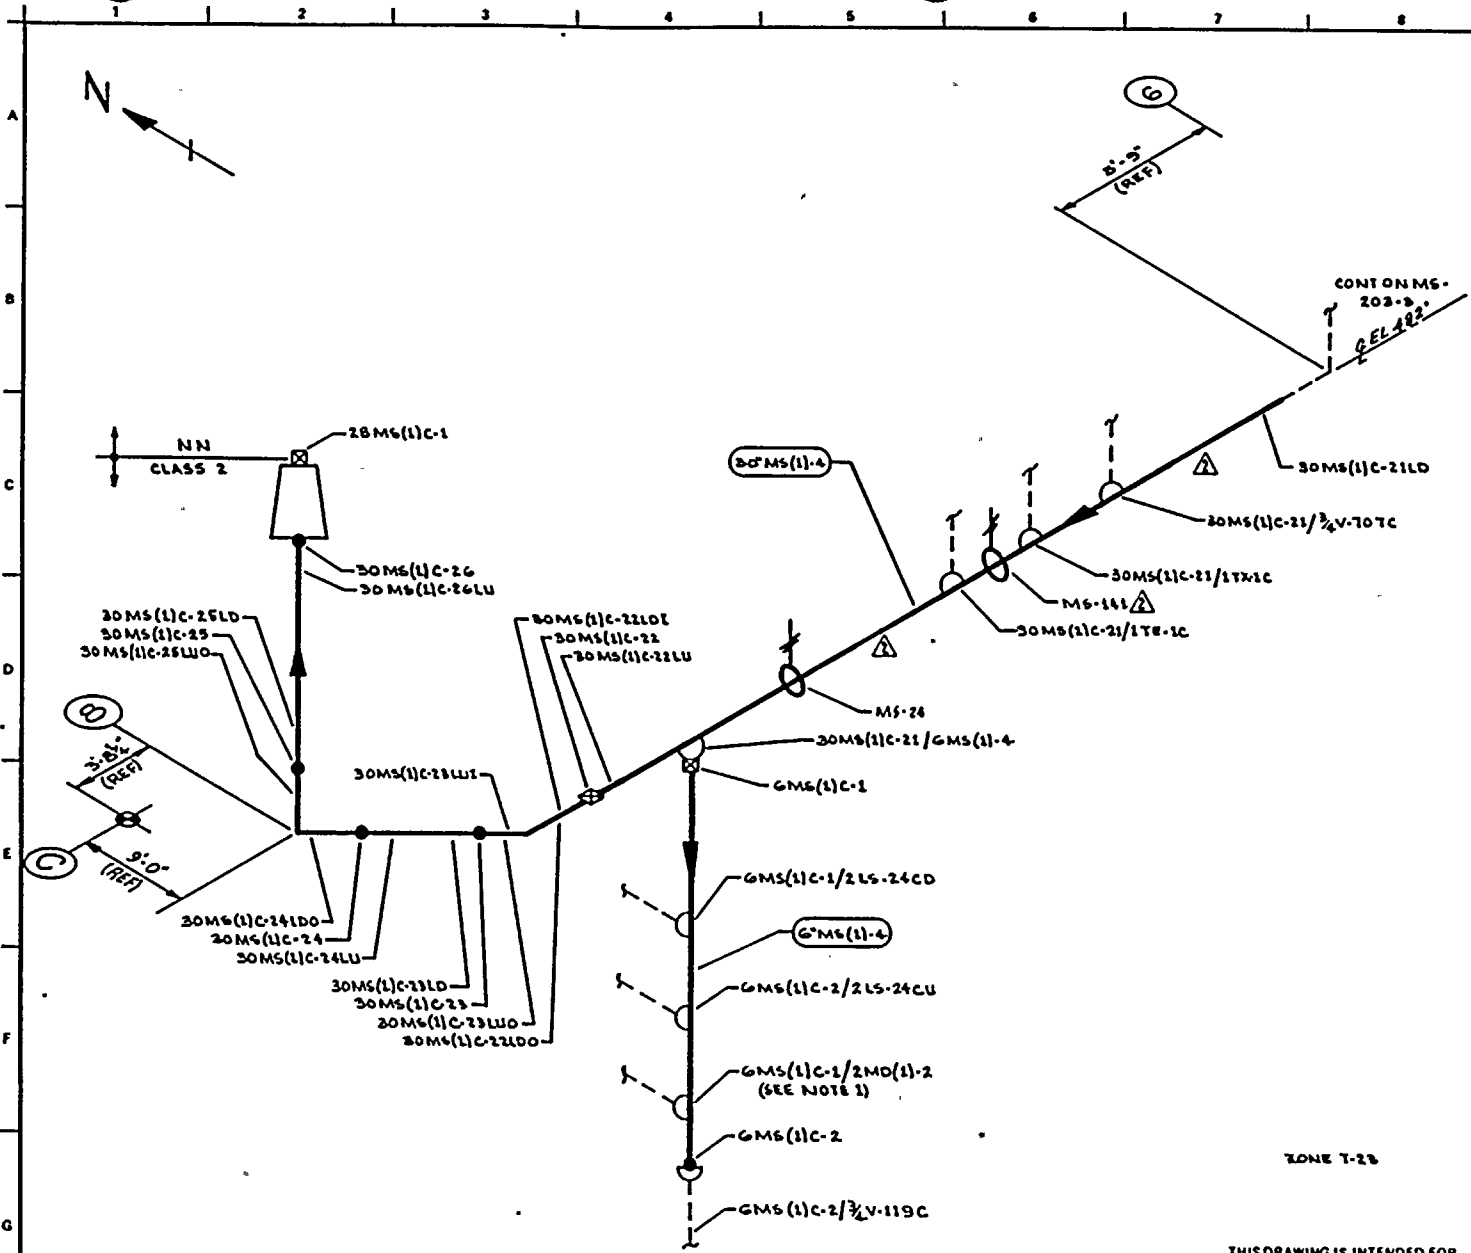 1 2 3 4 5 6 7 8
A
N
6
3'-9"
(REF)
B
CONT ON MS-
203-3
℄ EL 492'
28MS(1)C-1
NN
CLASS 2
C
30"MS(1)-4
2
30MS(1)C-21LD
30MS(1)C-21/¾V-70TC
30MS(1)C-26
30MS(1)C-26LU
30MS(1)C-21/1TX-1C
MS-141 2
30MS(1)C-21/1TE-1C
30MS(1)C-25LD
30MS(1)C-25
30MS(1)C-25LUO
30MS(1)C-22LDI
30MS(1)C-22
30MS(1)C-22LU
2
D
MS-24
8
30MS(1)C-21/6MS(1)-4
(REF)
30MS(1)C-23LUI
6MS(1)C-1
E
C
9'-0"
(REF)
6MS(1)C-1/2LS-24CD
30MS(1)C-24LDO
30MS(1)C-24
30MS(1)C-24LU
6"MS(1)-4
30MS(1)C-23LD
30MS(1)C-23
30MS(1)C-23LUO
30MS(1)C-22LDO
6MS(1)C-2/2LS-24CU
F
6MS(1)C-1/2MD(1)-2
(SEE NOTE 1)
6MS(1)C-2
ZONE T-23
6MS(1)C-2/¾V-119C
G
THIS DRAWING IS INTENDED FOR